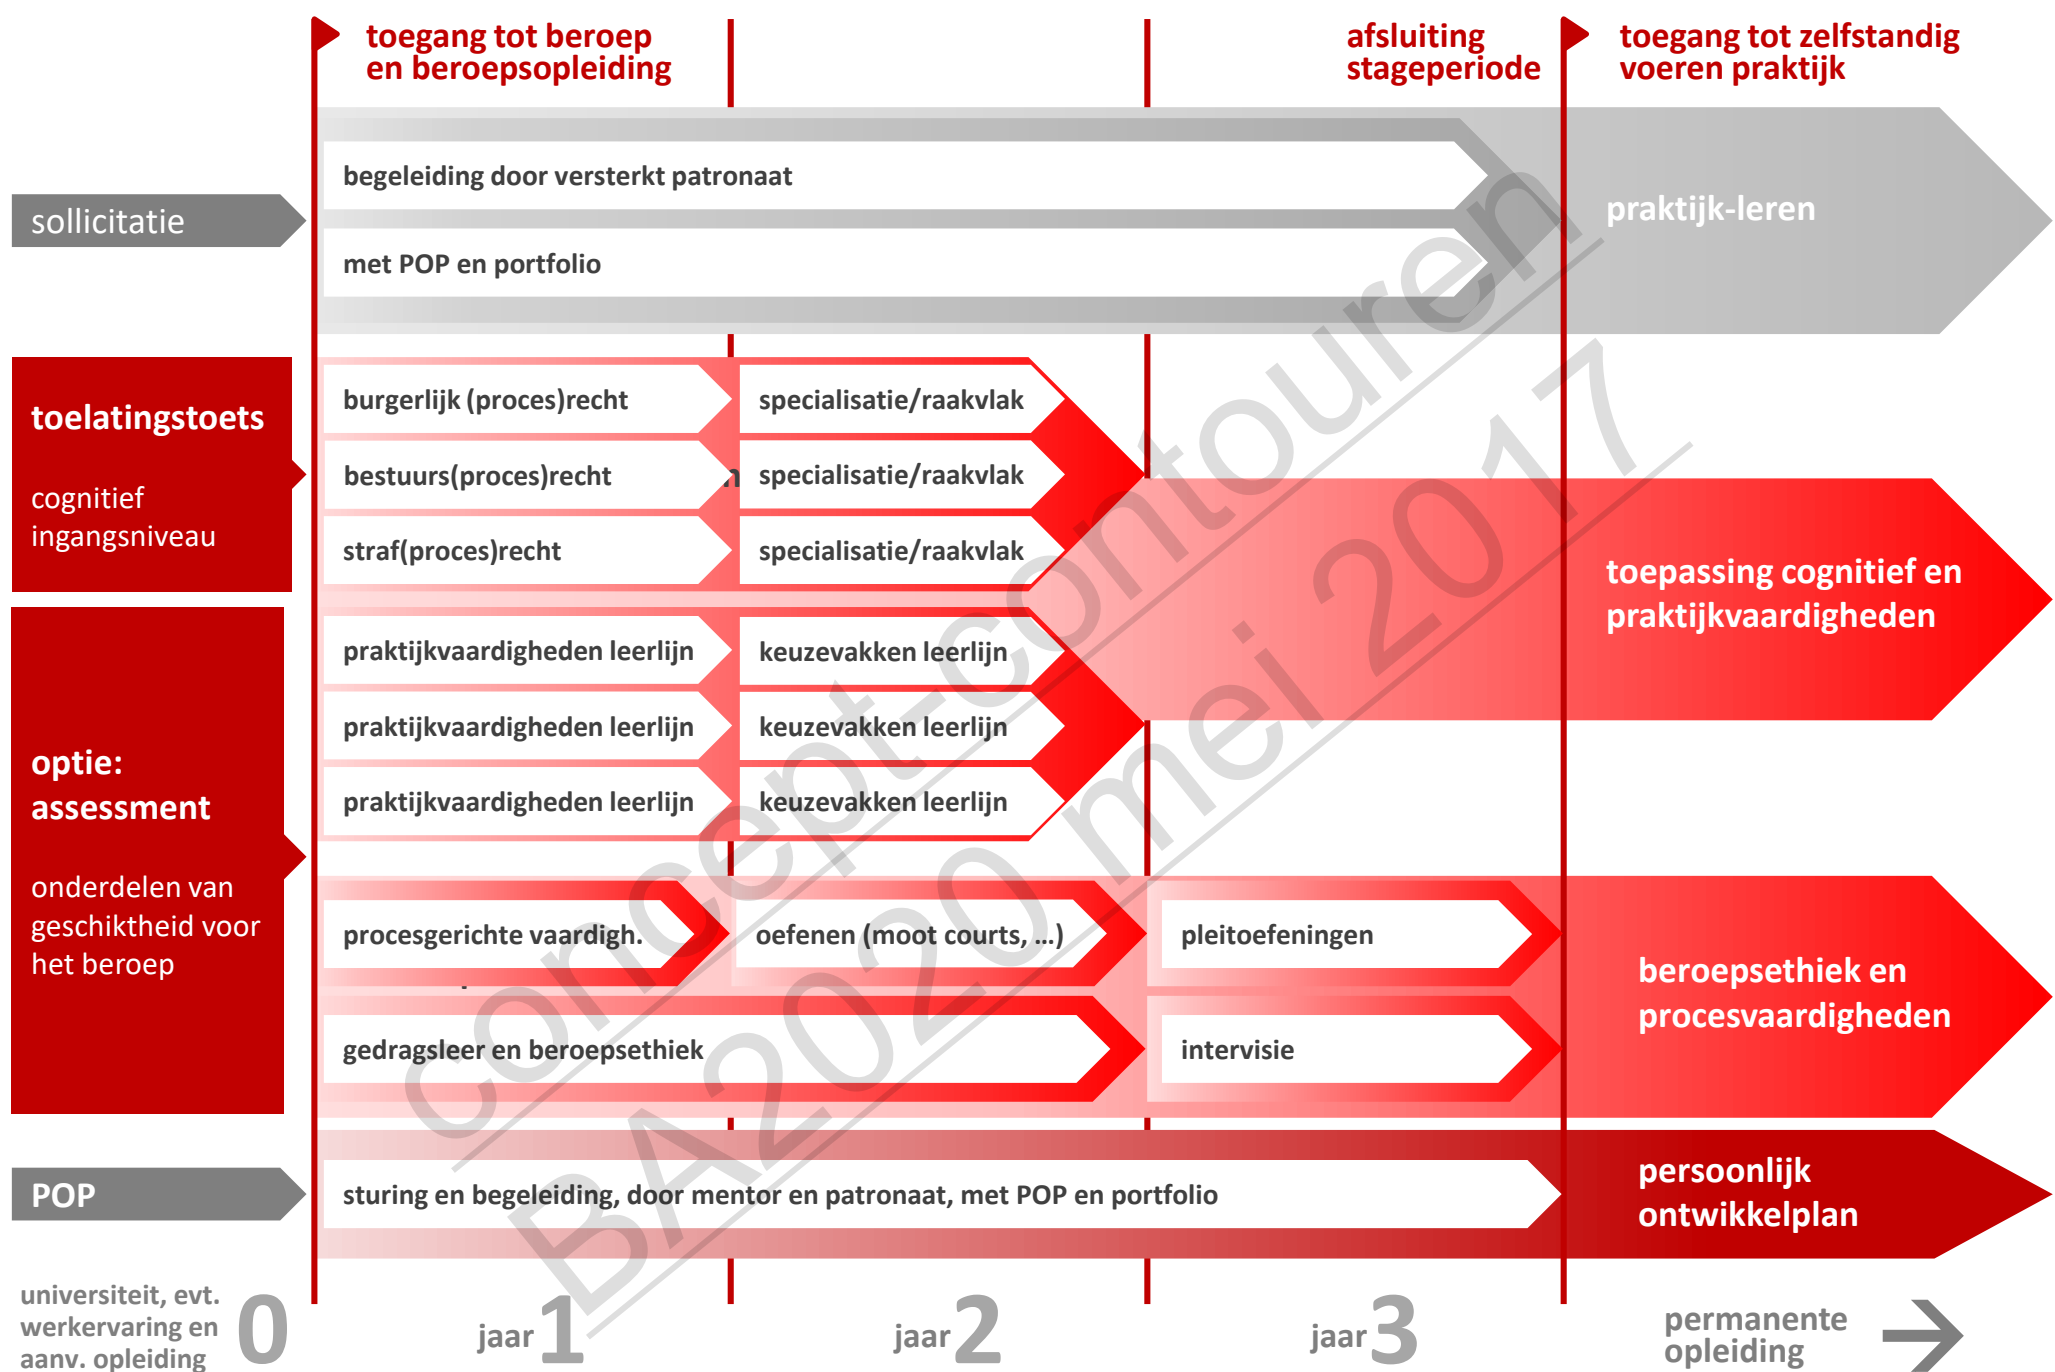 toegang tot beroep
en beroepsopleiding
afsluiting
stageperiode
toegang tot zelfstandig
voeren praktijk
sollicitatie
begeleiding door versterkt patronaat
met POP en portfolio
praktijk-leren
toelatingstoets
cognitief
ingangsniveau
burgerlijk (proces)recht
specialisatie/raakvlak
bestuurs(proces)recht
specialisatie/raakvlak
straf(proces)recht
specialisatie/raakvlak
toepassing cognitief en
praktijkvaardigheden
optie:
assessment
onderdelen van
geschiktheid voor
het beroep
praktijkvaardigheden leerlijn
keuzevakken leerlijn
praktijkvaardigheden leerlijn
keuzevakken leerlijn
praktijkvaardigheden leerlijn
keuzevakken leerlijn
procesgerichte vaardigh.
oefenen (moot courts, ...)
pleitoefeningen
gedragsleer en beroepsethiek
intervisie
beroepsethiek en
procesvaardigheden
POP
sturing en begeleiding, door mentor en patronaat, met POP en portfolio
persoonlijk
ontwikkelplan
universiteit, evt.
werkervaring en
aanv. opleiding
0
jaar 1
jaar 2
jaar 3
permanente
opleiding
concept-contouren
BA2020 mei 2017